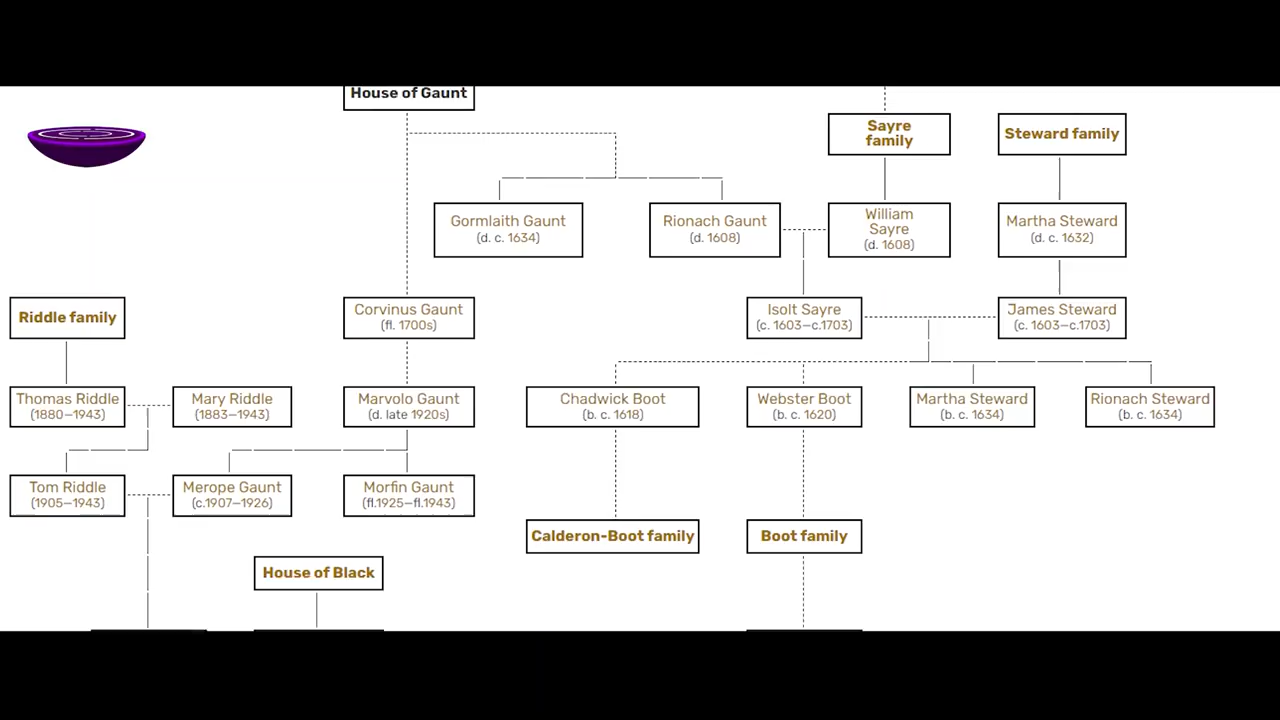 House of Gaunt
Sayre
family
Steward family
Gormlaith Gaunt
(d. c. 1634)
Rionach Gaunt
(d. 1608)
William
Sayre
(d. 1608)
Martha Steward
(d. c. 1632)
Riddle family
Corvinus Gaunt
(fl. 1700s)
Isolt Sayre
(c. 1603–c.1703)
James Steward
(c. 1603–c.1703)
Thomas Riddle
(1880–1943)
Mary Riddle
(1883–1943)
Marvolo Gaunt
(d. late 1920s)
Chadwick Boot
(b. c. 1618)
Webster Boot
(b. c. 1620)
Martha Steward
(b. c. 1634)
Rionach Steward
(b. c. 1634)
Tom Riddle
(1905–1943)
Merope Gaunt
(c.1907–1926)
Morfin Gaunt
(fl.1925–fl.1943)
Calderon-Boot family
Boot family
House of Black